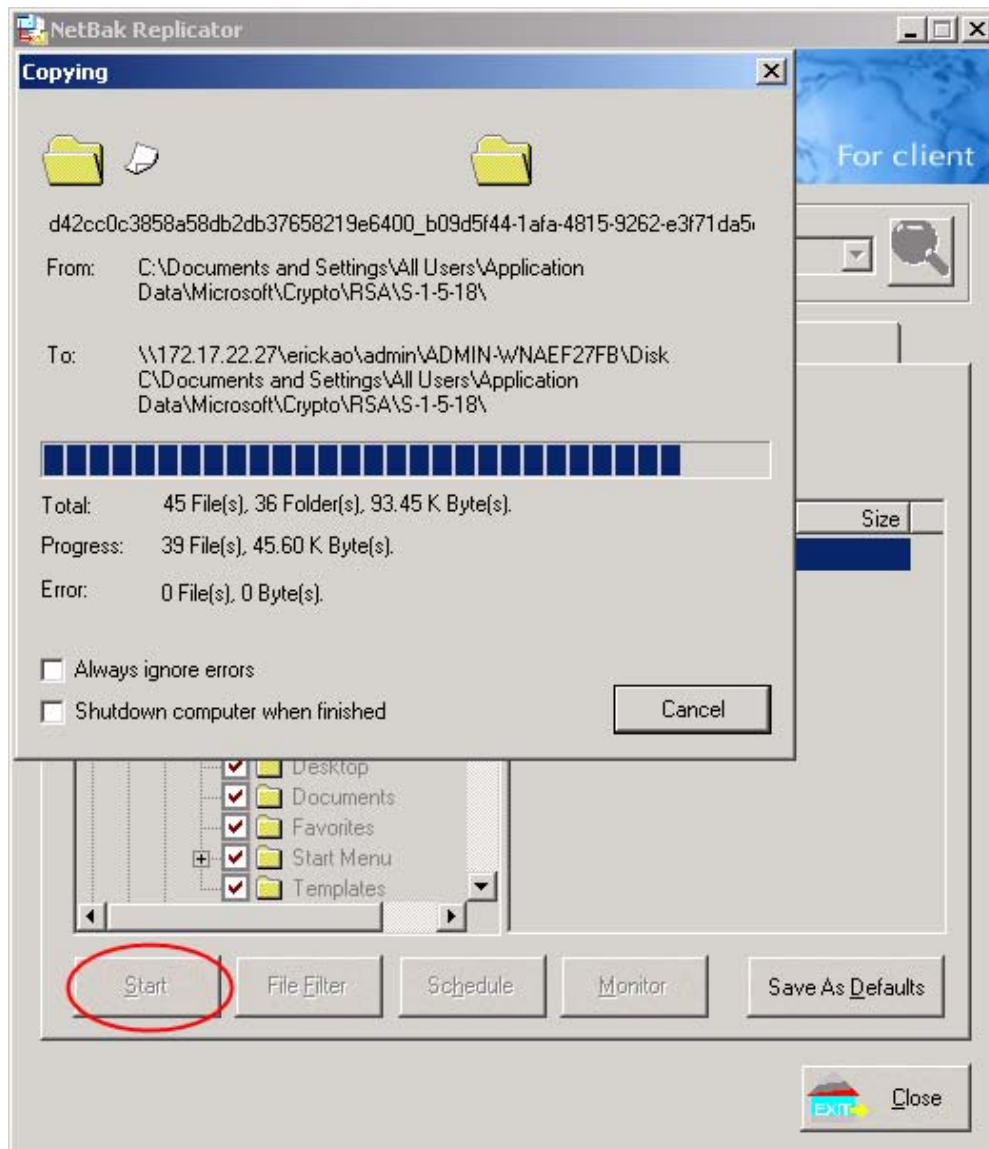 NetBak Replicator
Copying
For client
d42cc0c3858a58db2db37658219e6400_b09d5f44-1afa-4815-9262-e3f71da5
From: C:\Documents and Settings\All Users\Application
Data\Microsoft\Crypto\RSA\S-1-5-18\
To: \\172.17.22.27\erickao\admin\ADMIN-WNAEF27FB\Disk
C\Documents and Settings\All Users\Application
Data\Microsoft\Crypto\RSA\S-1-5-18\
Total: 45 File(s), 36 Folder(s), 93.45 K Byte(s).
Size
Progress: 39 File(s), 45.60 K Byte(s).
Error: 0 File(s), 0 Byte(s).
Always ignore errors
Shutdown computer when finished
Cancel
Desktop
Documents
Favorites
Start Menu
Templates
Start
File Filter
Schedule
Monitor
Save As Defaults
EXIT
Close